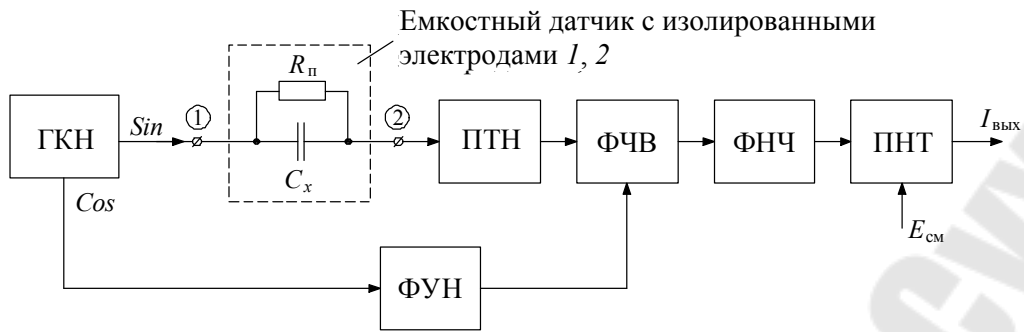 Емкостный датчик с изолированными
электродами 1, 2
Rп
ГКН
Sin
1
2
ПТН
ФЧВ
ФНЧ
ПНТ
Iвых
Cx
Cos
Eсм
ФУН